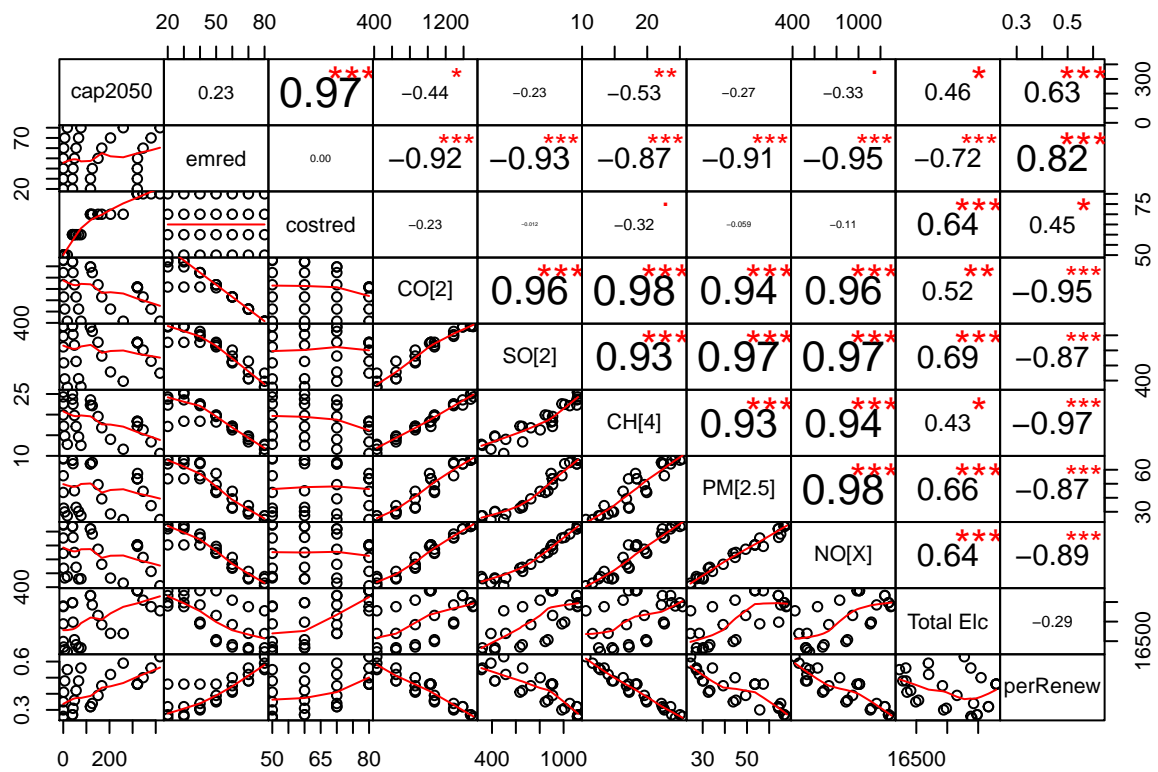 20 50 80 400 1200 10 20 400 1000 0.3 0.5
cap2050 0.23 0.97 *** −0.44 * −0.23 −0.53 ** −0.27 −0.33 . 0.46 * 0.63 *** 0 300
20 70 emred 0.00 −0.92 *** −0.93 *** −0.87 *** −0.91 *** −0.95 *** −0.72 *** 0.82 ***
costred −0.23 −0.012 −0.32 . −0.059 −0.11 0.64 *** 0.45 * 50 75
400 CO[2] 0.96 *** 0.98 *** 0.94 *** 0.96 *** 0.52 ** −0.95 ***
SO[2] 0.93 *** 0.97 *** 0.97 *** 0.69 *** −0.87 *** 400
10 25 CH[4] 0.93 *** 0.94 *** 0.43 * −0.97 ***
PM[2.5] 0.98 *** 0.66 *** −0.87 *** 30 60
400 NO[X] 0.64 *** −0.89 ***
Total Elc −0.29 16500
0.3 0.6 perRenew
0 200 50 65 80 400 1000 30 50 16500